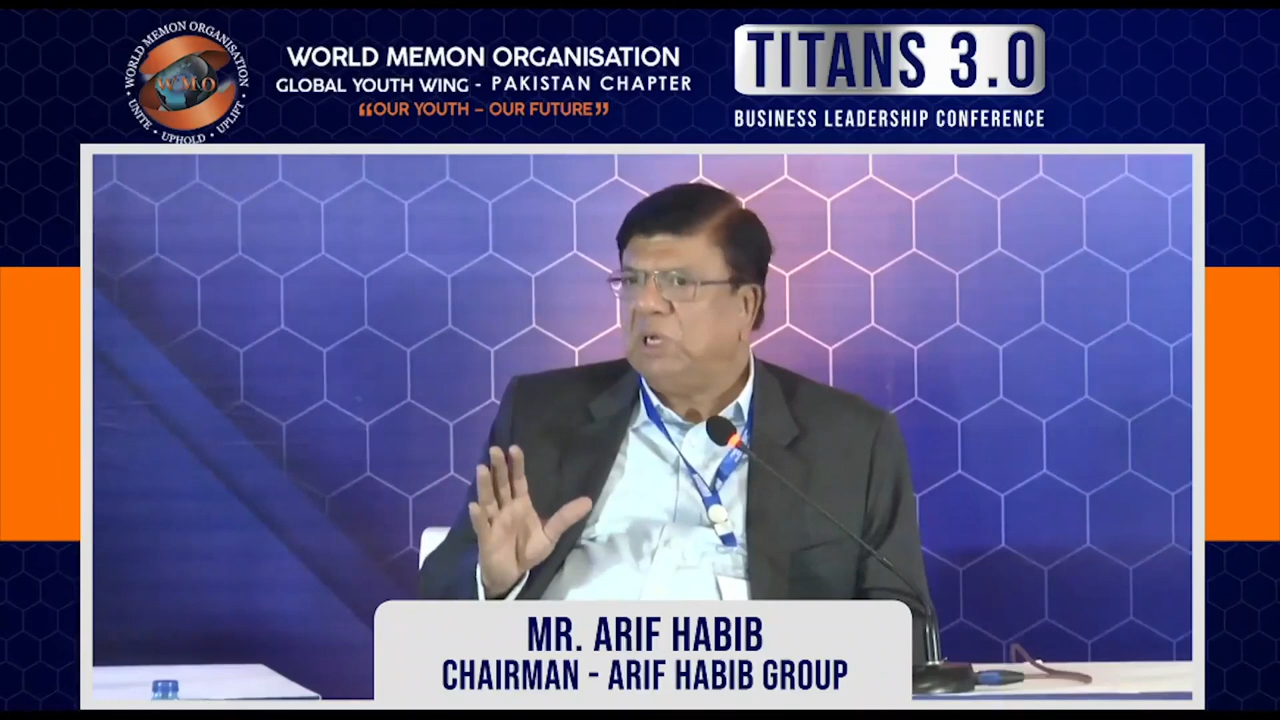 WORLD MEMON ORGANISATION
WMO
UNITE • UPHOLD • UPLIFT
WORLD MEMON ORGANISATION
GLOBAL YOUTH WING - PAKISTAN CHAPTER
“OUR YOUTH – OUR FUTURE”
TITANS 3.0
BUSINESS LEADERSHIP CONFERENCE
MR. ARIF HABIB
CHAIRMAN - ARIF HABIB GROUP